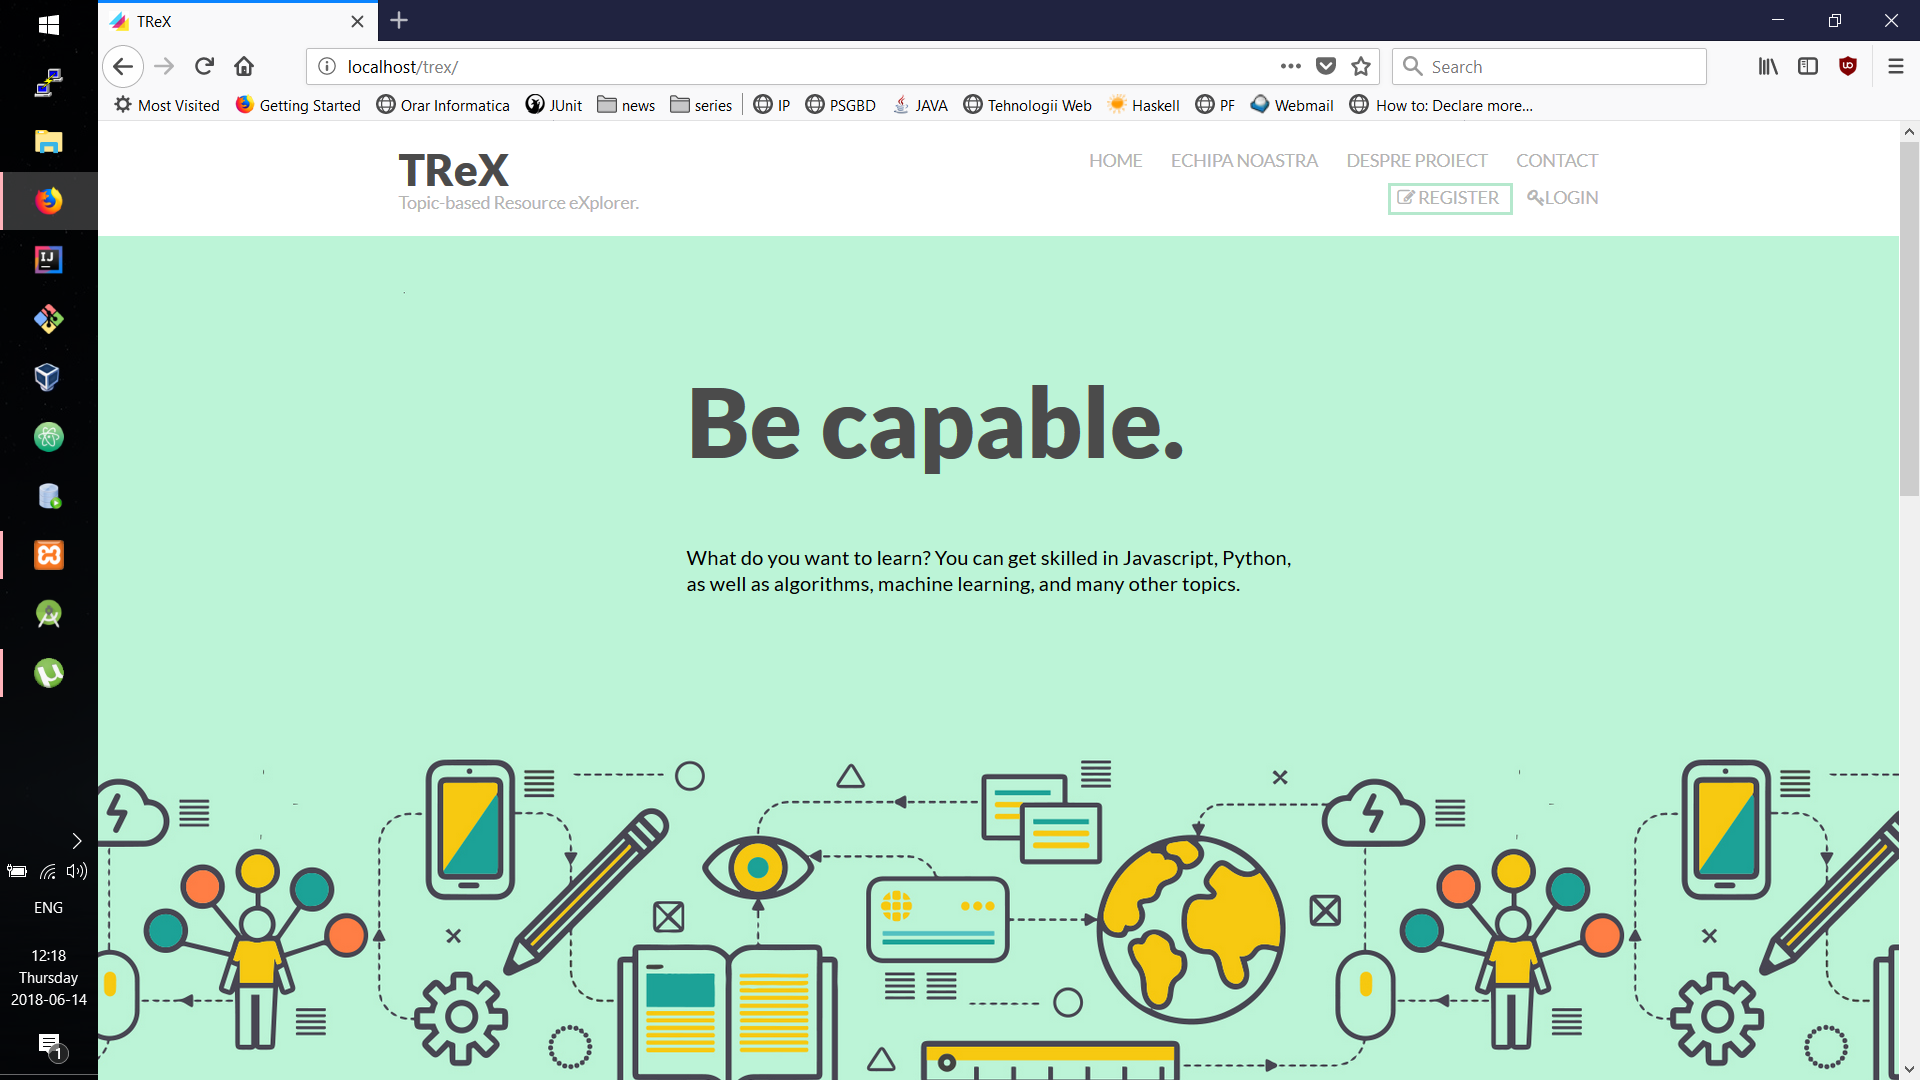 TReX
localhost/trex/
Search
Most Visited Getting Started Orar Informatica JUnit news series IP PSGBD JAVA Tehnologii Web Haskell PF Webmail How to: Declare more...
TReX
Topic-based Resource eXplorer.
HOME ECHIPA NOASTRA DESPRE PROIECT CONTACT
REGISTER LOGIN
Be capable.
What do you want to learn? You can get skilled in Javascript, Python,
as well as algorithms, machine learning, and many other topics.
IJ
ENG
12:18
Thursday
2018-06-14
1